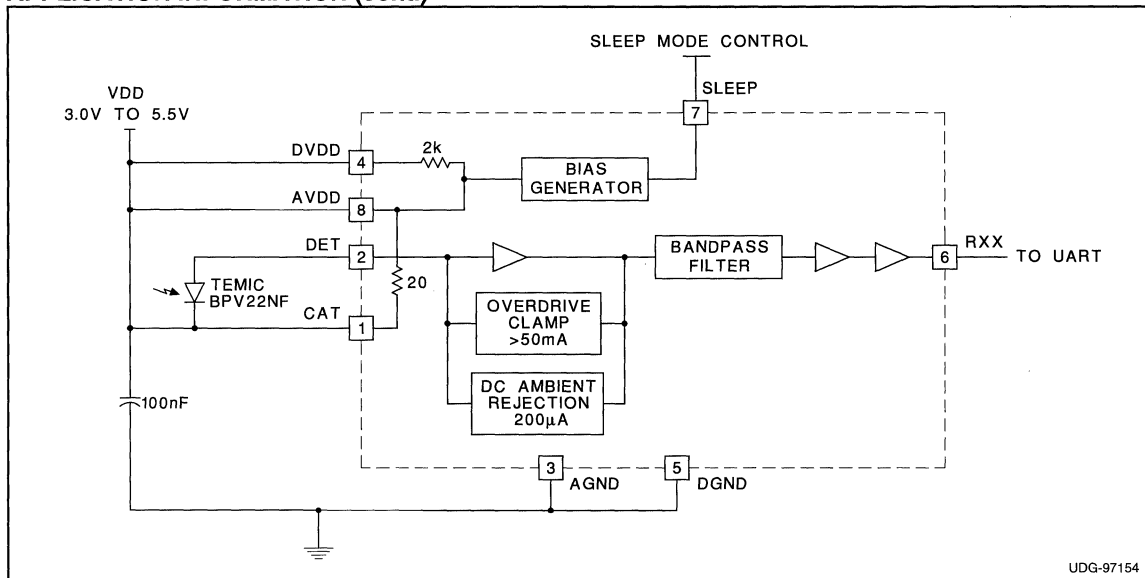 SLEEP MODE CONTROL
VDD
3.0V TO 5.5V
SLEEP
7
DVDD
4
2k
BIAS
GENERATOR
AVDD
8
DET
2
BANDPASS
FILTER
RXX
6
TO UART
TEMIC
BPV22NF
20
CAT
1
OVERDRIVE
CLAMP
>50mA
DC AMBIENT
REJECTION
200µA
100nF
3
AGND
5
DGND
UDG-97154